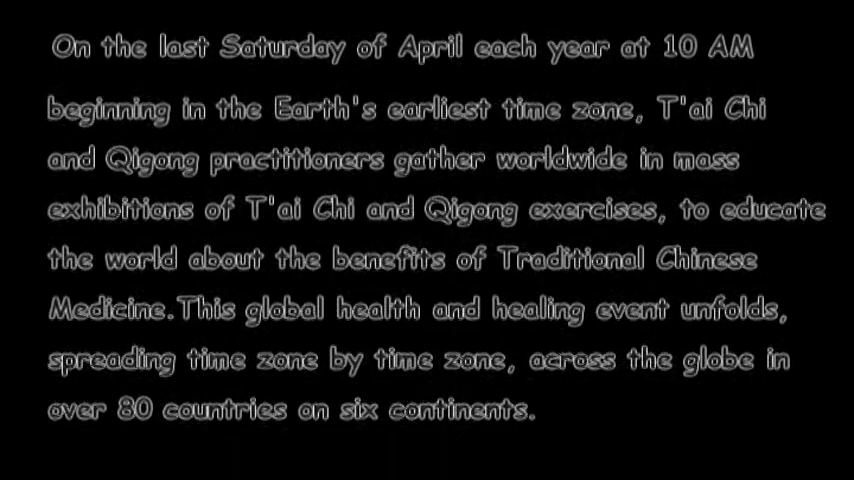 On the last Saturday of April each year at 10 AM
beginning in the Earth's earliest time zone, T'ai Chi
and Qigong practitioners gather worldwide in mass
exhibitions of T'ai Chi and Qigong exercises, to educate
the world about the benefits of Traditional Chinese
Medicine.This global health and healing event unfolds,
spreading time zone by time zone, across the globe in
over 80 countries on six continents.